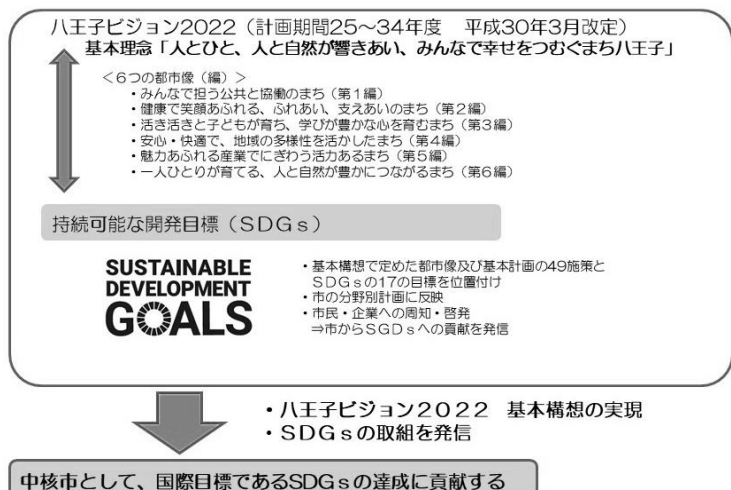 八王子ビジョン2022（計画期間25～34年度　平成30年3月改定）
基本理念「人とひと、人と自然が響きあい、みんなで幸せをつむぐまち八王子」
＜6つの都市像（編）＞
・みんなで担う公共と協働のまち（第1編）
・健康で笑顔あふれる、ふれあい、支えあいのまち（第2編）
・活き活きと子どもが育ち、学びが豊かな心を育むまち（第3編）
・安心・快適で、地域の多様性を活かしたまち（第4編）
・魅力あふれる産業でにぎわう活力あるまち（第5編）
・一人ひとりが育てる、人と自然が豊かにつながるまち（第6編）
持続可能な開発目標（SDGs）
SUSTAINABLE
DEVELOPMENT
GOALS
・基本構想で定めた都市像及び基本計画の49施策と
SDGsの17の目標を位置付け
・市の分野別計画に反映
・市民・企業への周知・啓発
⇒市からSGDsへの貢献を発信
・八王子ビジョン2022　基本構想の実現
・SDGsの取組を発信
中核市として、国際目標であるSDGsの達成に貢献する